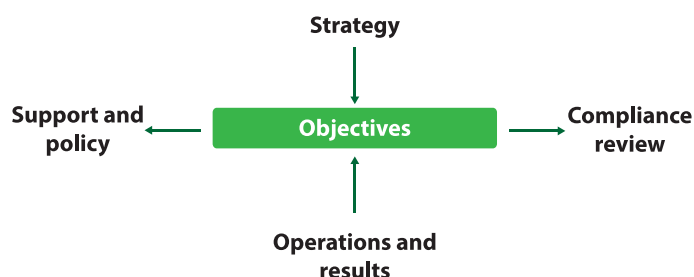 Strategy
Support and
policy
Objectives
Compliance
review
Operations and
results